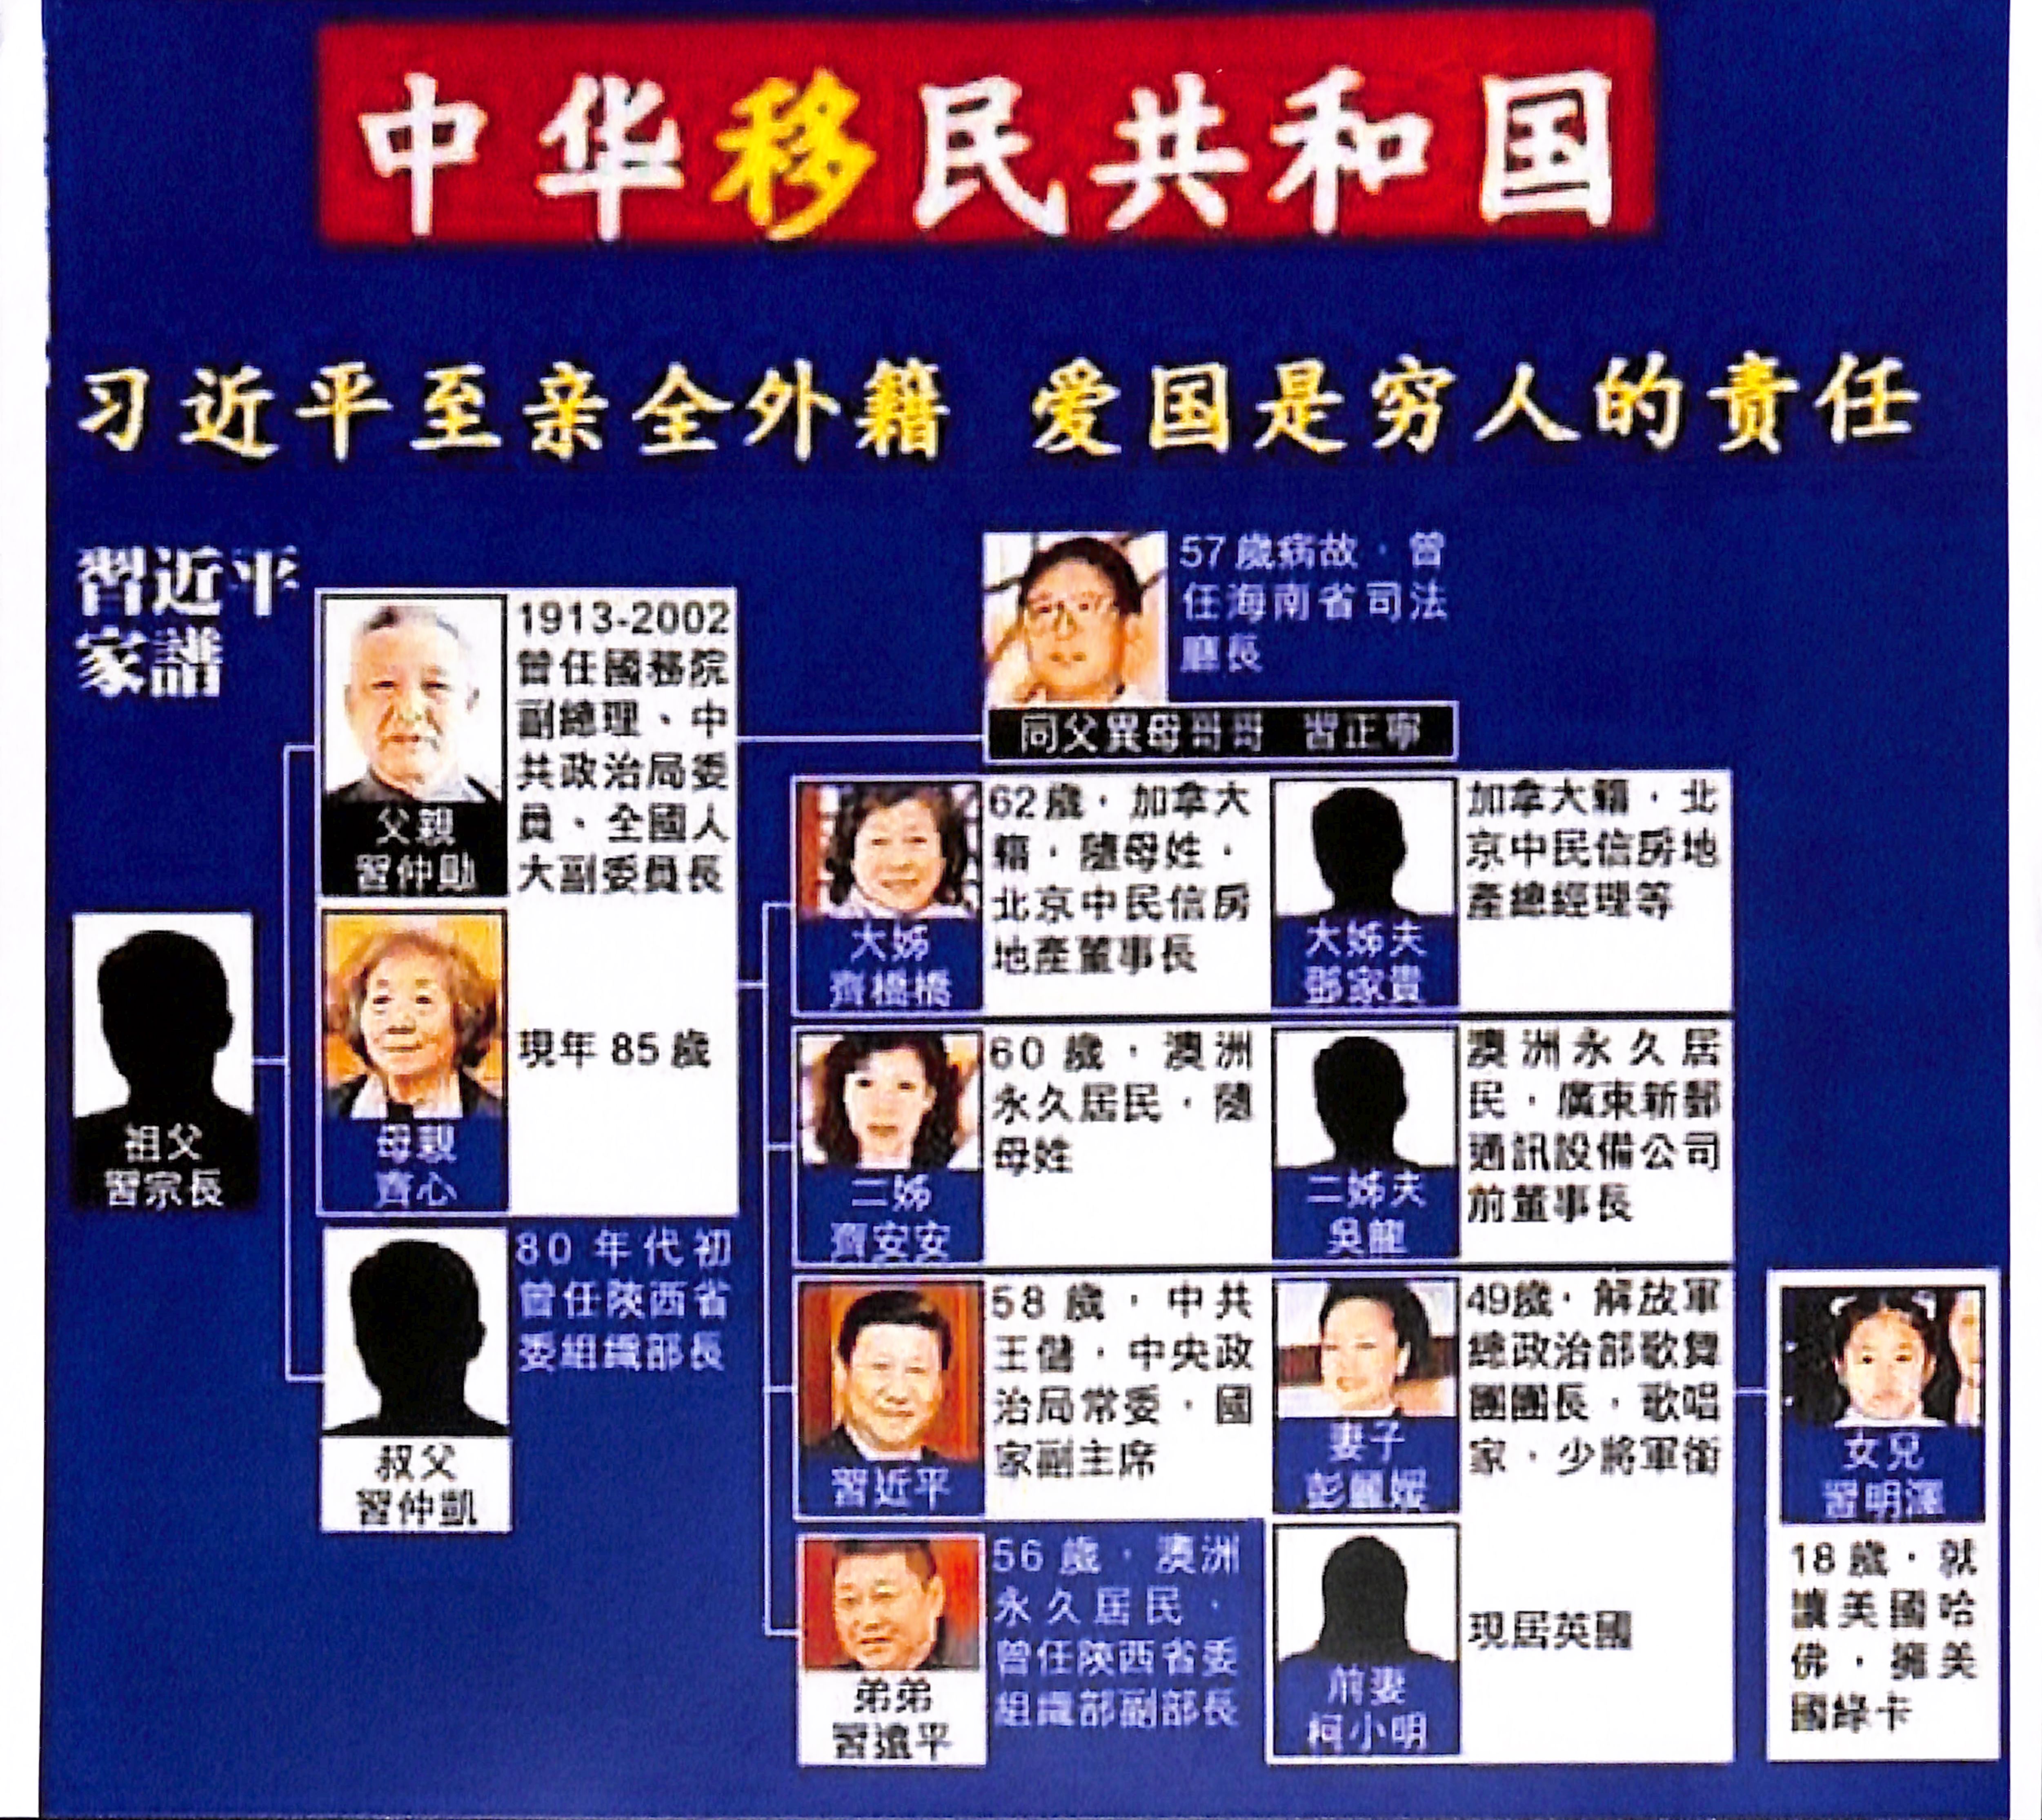 中华移民共和国
习近平至亲全外籍 爱国是穷人的责任
習近平
家譜
57歲病故，曾
任海南省司法
廳長
同父異母哥哥 習正寧
1913-2002
曾任國務院
副總理、中
共政治局委
員、全國人
大副委員長
父親
習仲勛
祖父
習宗長
現年 85 歲
母親
齊心
80 年代初
曾任陝西省
委組織部長
叔父
習仲凱
62歲，加拿大
籍，隨母姓，
北京中民信房
地產董事長
大姊
齊橋橋
加拿大籍，北
京中民信房地
產總經理等
大姊夫
鄧家貴
60 歲，澳洲
永久居民，隨
母姓
二姊
齊安安
澳洲永久居
民，廣東新郵
通訊設備公司
前董事長
二姊夫
吳龍
58 歲，中共
王儲，中央政
治局常委，國
家副主席
習近平
49歲，解放軍
總政治部歌舞
團團長，歌唱
家，少將軍銜
妻子
彭麗媛
女兒
習明澤
18歲，就
讀美國哈
佛，擁美
國綠卡
56 歲，澳洲
永久居民，
曾任陝西省委
組織部副部長
弟弟
習遠平
現居英國
前妻
柯小明